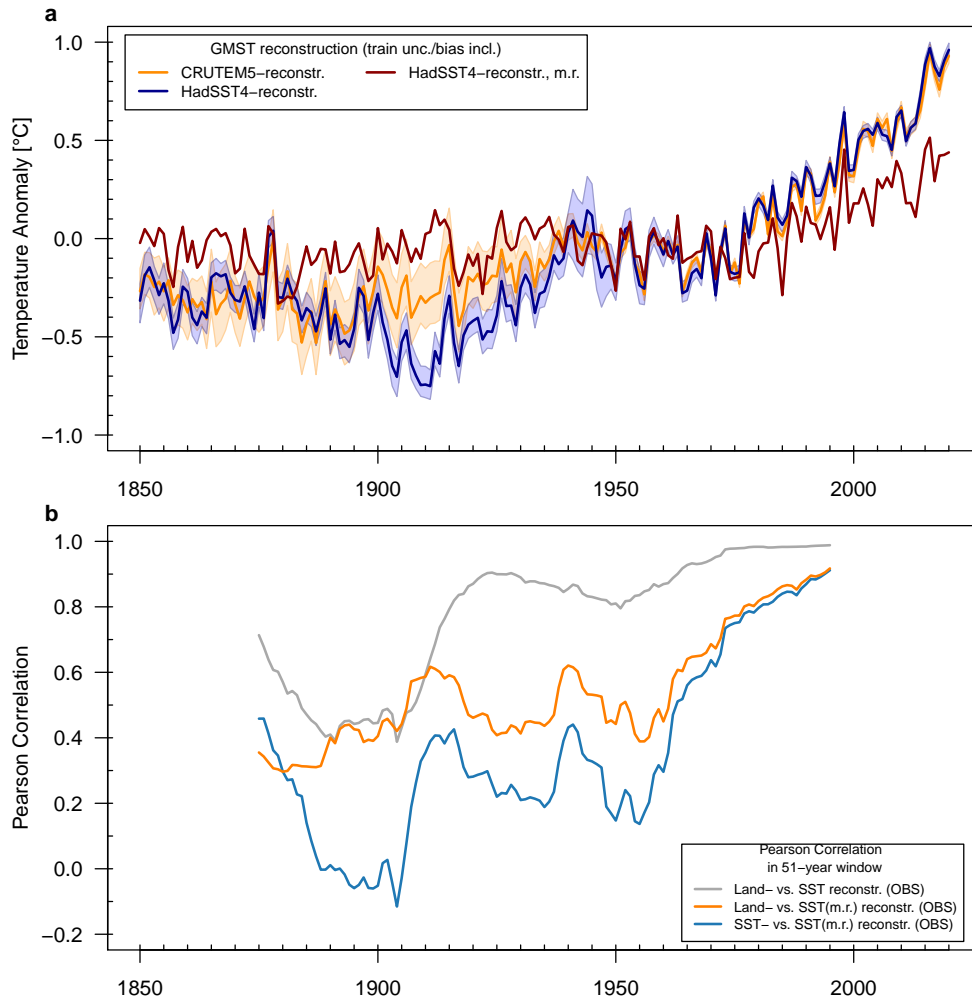 a
GMST reconstruction (train unc./bias incl.)
CRUTEM5−reconstr.
HadSST4−reconstr., m.r.
HadSST4−reconstr.
Temperature Anomaly [°C]
1.0
0.5
0.0
−0.5
−1.0
1850
1900
1950
2000
b
Pearson Correlation
1.0
0.8
0.6
0.4
0.2
0.0
−0.2
Pearson Correlation
in 51−year window
Land− vs. SST reconstr. (OBS)
Land− vs. SST(m.r.) reconstr. (OBS)
SST− vs. SST(m.r.) reconstr. (OBS)
1850
1900
1950
2000